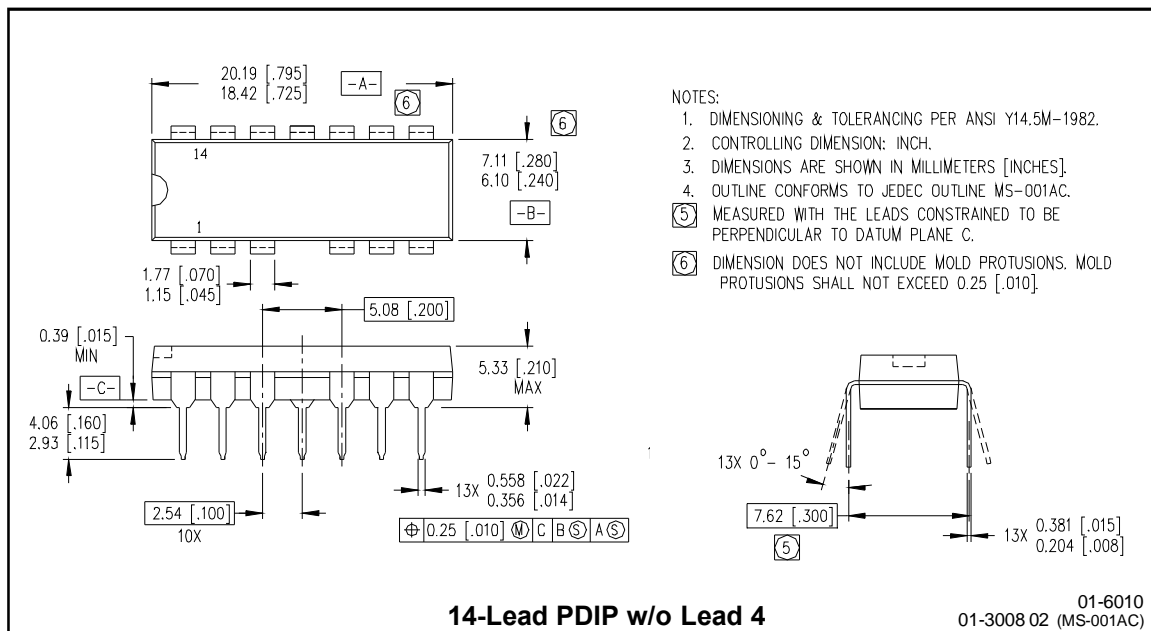 20.19 [.795]
18.42 [.725]
-A-
6
6
14
1
7.11 [.280]
6.10 [.240]
-B-
1.77 [.070]
1.15 [.045]
5.08 [.200]
0.39 [.015]
MIN
-C-
5.33 [.210]
MAX
4.06 [.160]
2.93 [.115]
13X 0.558 [.022]
0.356 [.014]
2.54 [.100]
10X
⌖ 0.25 [.010] Ⓜ C B Ⓢ A Ⓢ
NOTES:
1. DIMENSIONING & TOLERANCING PER ANSI Y14.5M-1982.
2. CONTROLLING DIMENSION: INCH.
3. DIMENSIONS ARE SHOWN IN MILLIMETERS [INCHES].
4. OUTLINE CONFORMS TO JEDEC OUTLINE MS-001AC.
5 MEASURED WITH THE LEADS CONSTRAINED TO BE
PERPENDICULAR TO DATUM PLANE C.
6 DIMENSION DOES NOT INCLUDE MOLD PROTUSIONS. MOLD
PROTUSIONS SHALL NOT EXCEED 0.25 [.010].
13X 0°- 15°
7.62 [.300]
5
13X 0.381 [.015]
0.204 [.008]
14-Lead PDIP w/o Lead 4
01-6010
01-3008 02 (MS-001AC)